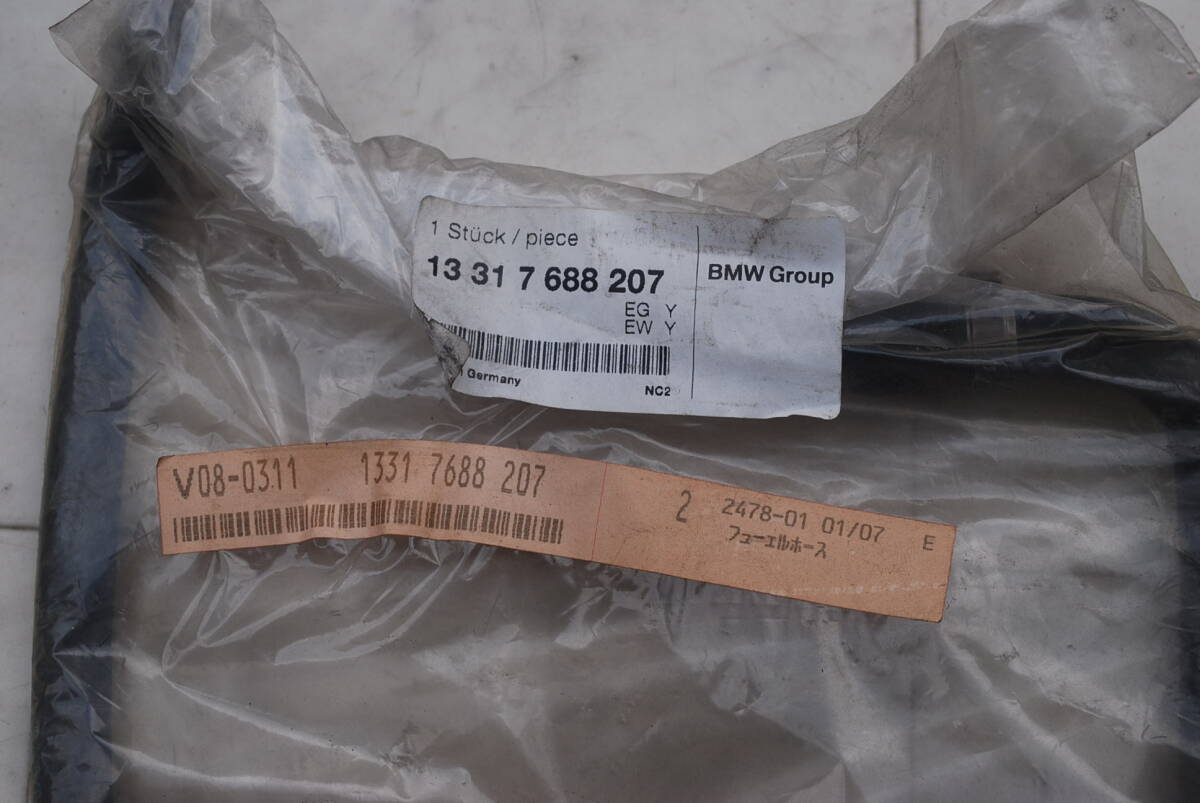 1 Stück / piece
13 31 7 688 207
BMW Group
EG Y
EW Y
Germany
NC2
V08-0311 1331 7688 207
2 2478-01 01/07 E
フューエルホース